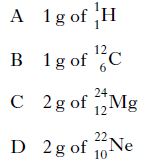 A 1 g of ¹₁H
B 1 g of ¹²₆C
C 2 g of ²⁴₁₂Mg
D 2 g of ²²₁₀Ne